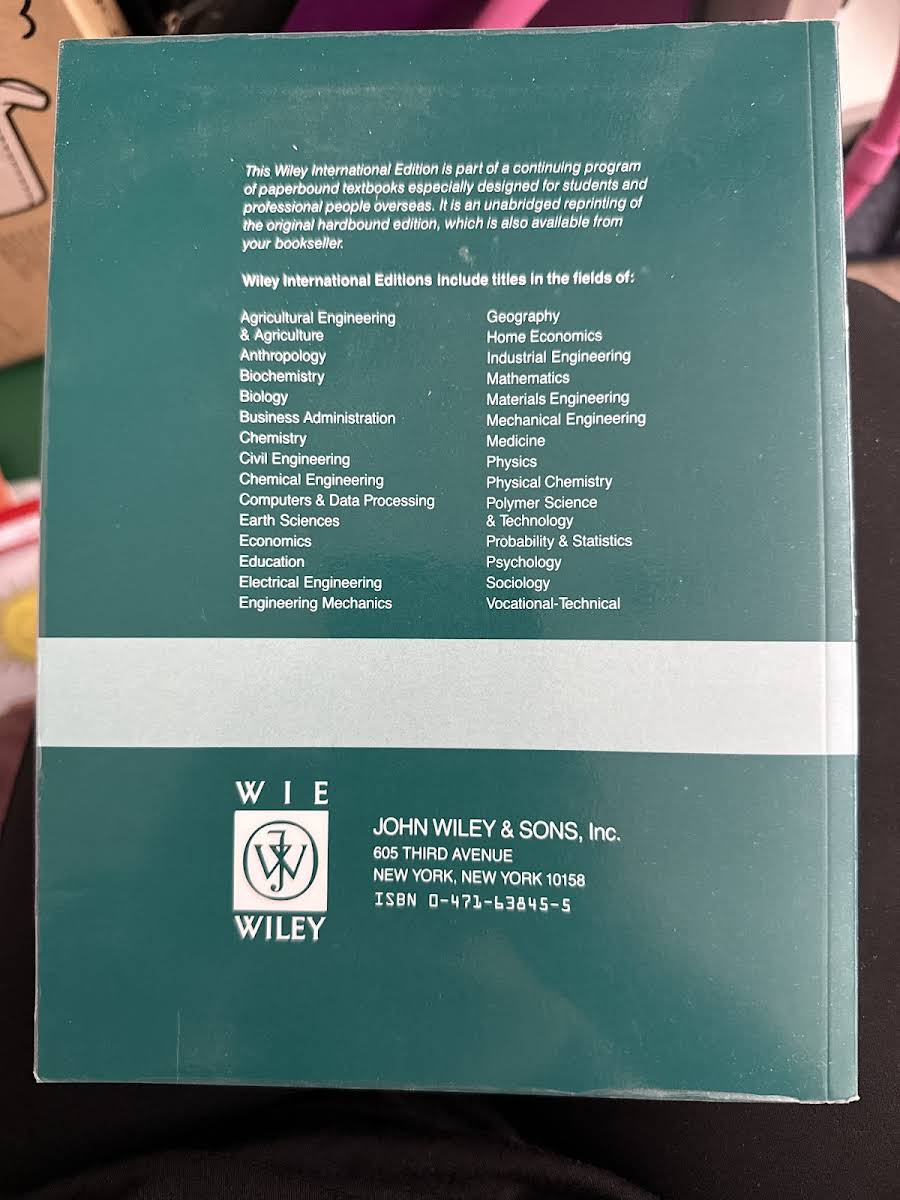 This Wiley International Edition is part of a continuing program
of paperbound textbooks especially designed for students and
professional people overseas. It is an unabridged reprinting of
the original hardbound edition, which is also available from
your bookseller.
Wiley International Editions include titles in the fields of:
Agricultural Engineering
& Agriculture
Anthropology
Biochemistry
Biology
Business Administration
Chemistry
Civil Engineering
Chemical Engineering
Computers & Data Processing
Earth Sciences
Economics
Education
Electrical Engineering
Engineering Mechanics
Geography
Home Economics
Industrial Engineering
Mathematics
Materials Engineering
Mechanical Engineering
Medicine
Physics
Physical Chemistry
Polymer Science
& Technology
Probability & Statistics
Psychology
Sociology
Vocational-Technical
WIE
JW
WILEY
JOHN WILEY & SONS, Inc.
605 THIRD AVENUE
NEW YORK, NEW YORK 10158
ISBN 0-471-63845-5